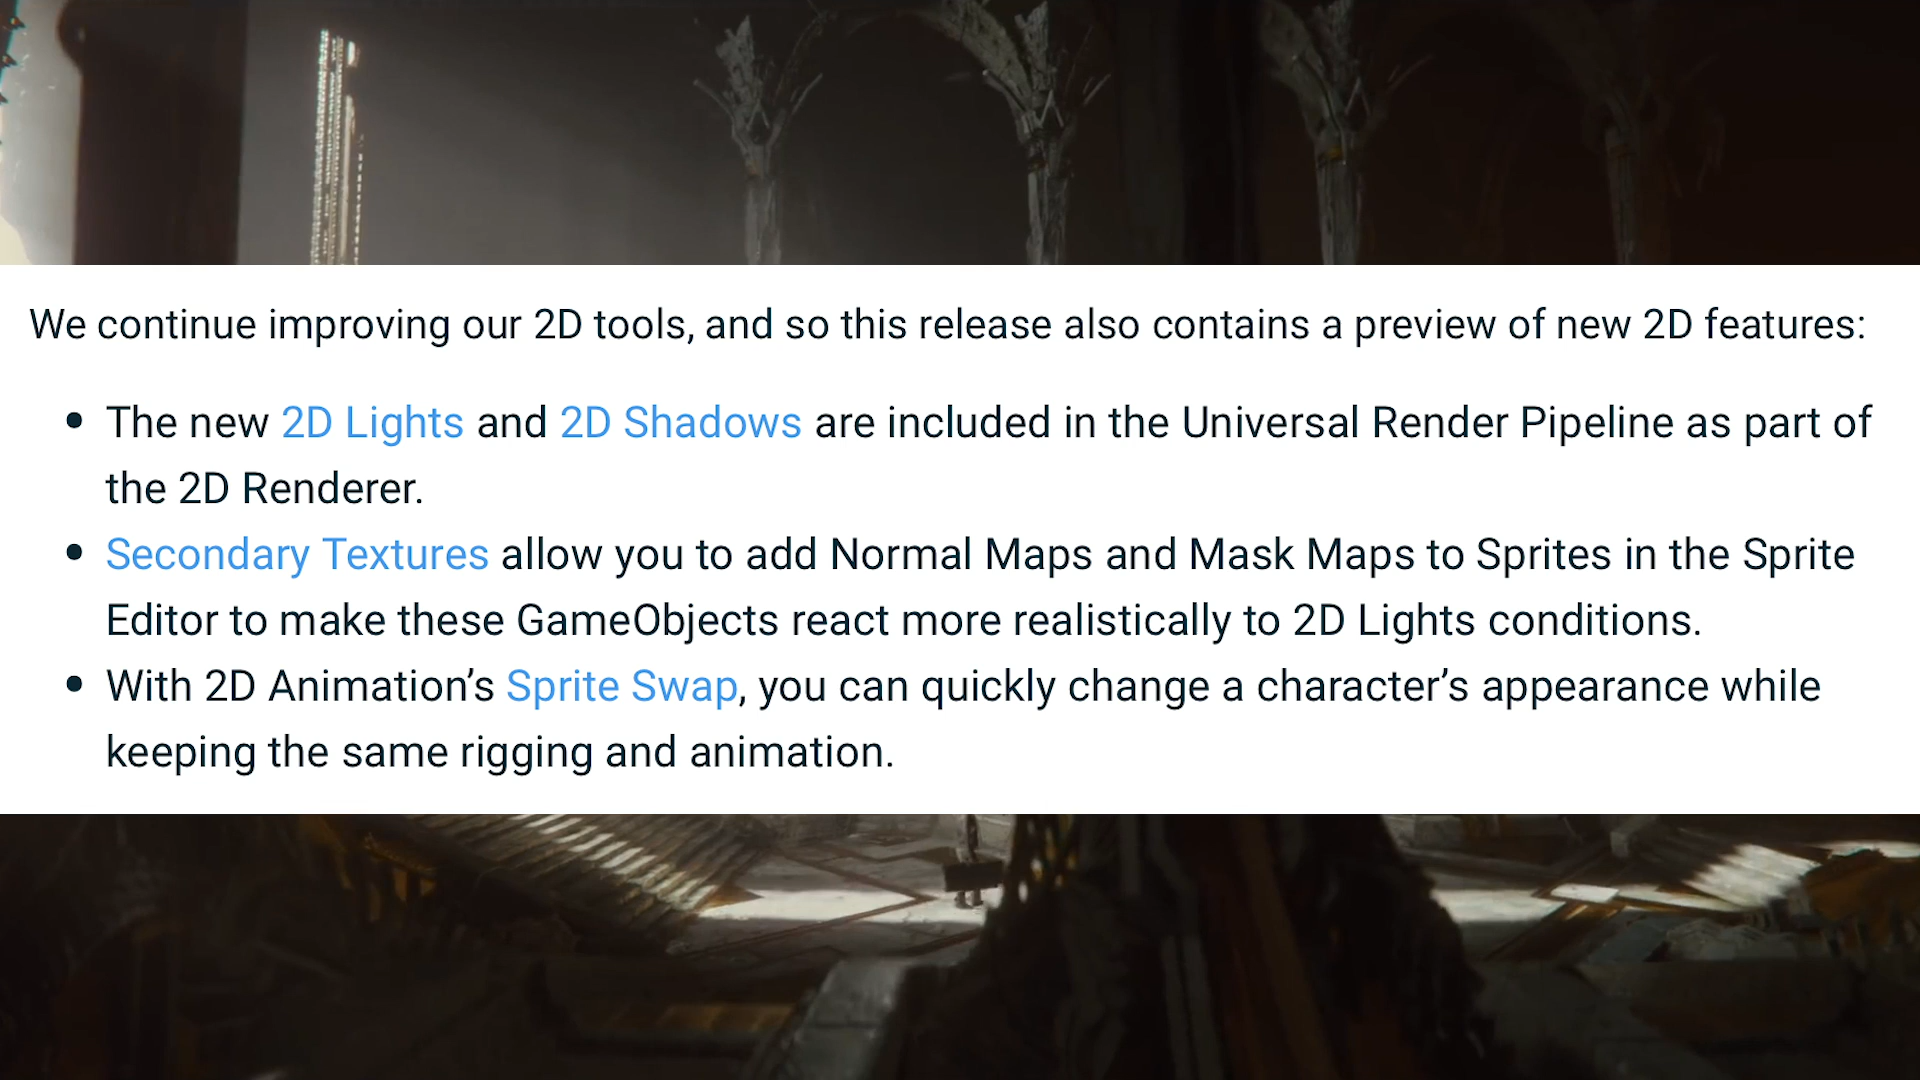 We continue improving our 2D tools, and so this release also contains a preview of new 2D features:
• The new 2D Lights and 2D Shadows are included in the Universal Render Pipeline as part of
the 2D Renderer.
• Secondary Textures allow you to add Normal Maps and Mask Maps to Sprites in the Sprite
Editor to make these GameObjects react more realistically to 2D Lights conditions.
• With 2D Animation’s Sprite Swap, you can quickly change a character’s appearance while
keeping the same rigging and animation.